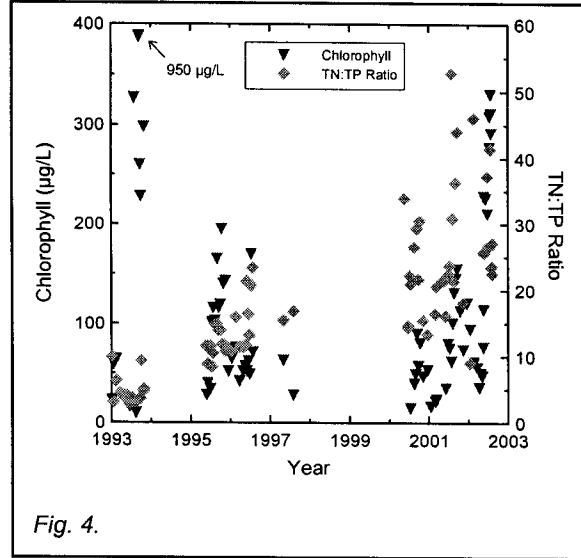 Chlorophyll
TN:TP Ratio
950 µg/L
Chlorophyll (µg/L)
400
300
200
100
0
TN:TP Ratio
60
50
40
30
20
10
0
1993
1995
1997
1999
2001
2003
Year
Fig. 4.